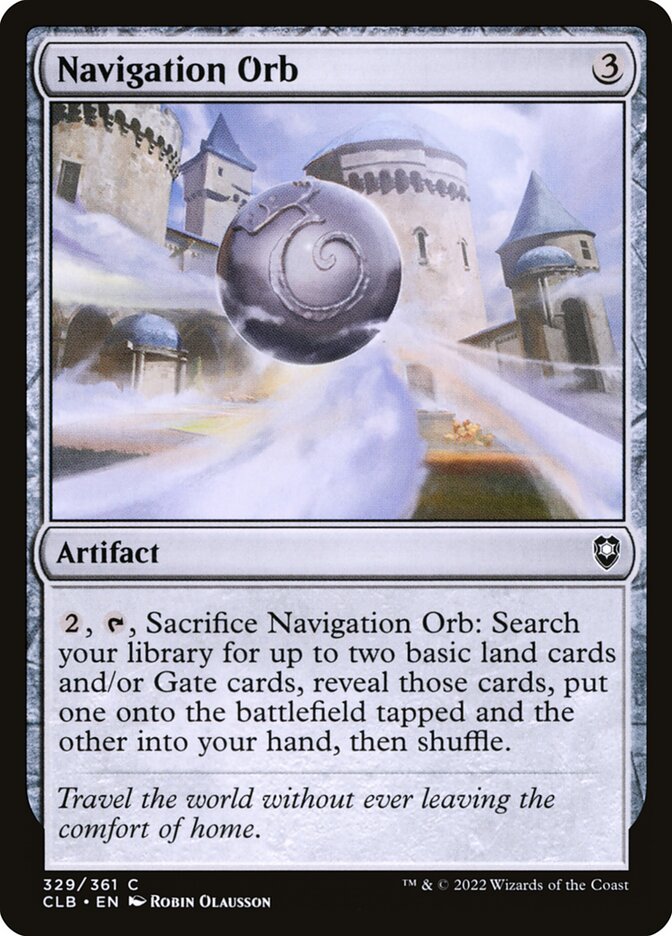 Navigation Orb 3
Artifact
2, , Sacrifice Navigation Orb: Search
your library for up to two basic land cards
and/or Gate cards, reveal those cards, put
one onto the battlefield tapped and the
other into your hand, then shuffle.
Travel the world without ever leaving the
comfort of home.
329/361 C
™ & © 2022 Wizards of the Coast
CLB • EN Robin Olausson